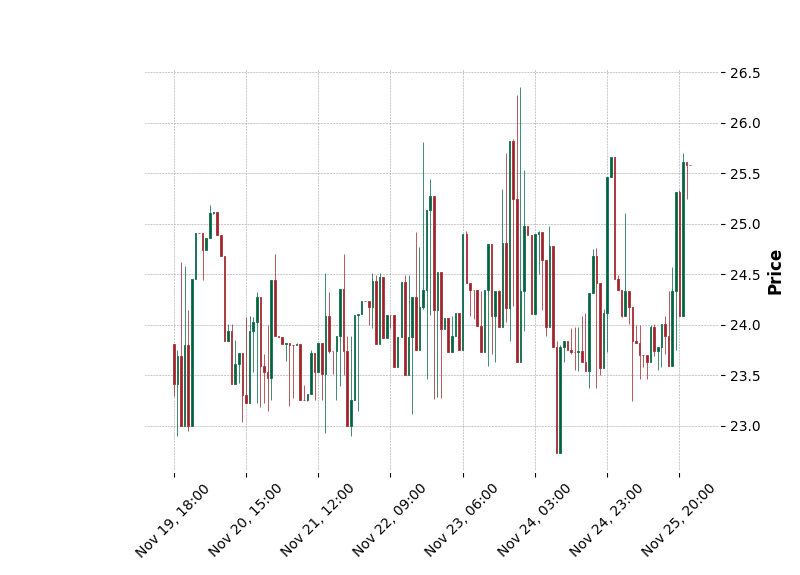 26.5
26.0
25.5
25.0
24.5
24.0
23.5
23.0
Price
Nov 19, 18:00
Nov 20, 15:00
Nov 21, 12:00
Nov 22, 09:00
Nov 23, 06:00
Nov 24, 03:00
Nov 24, 23:00
Nov 25, 20:00